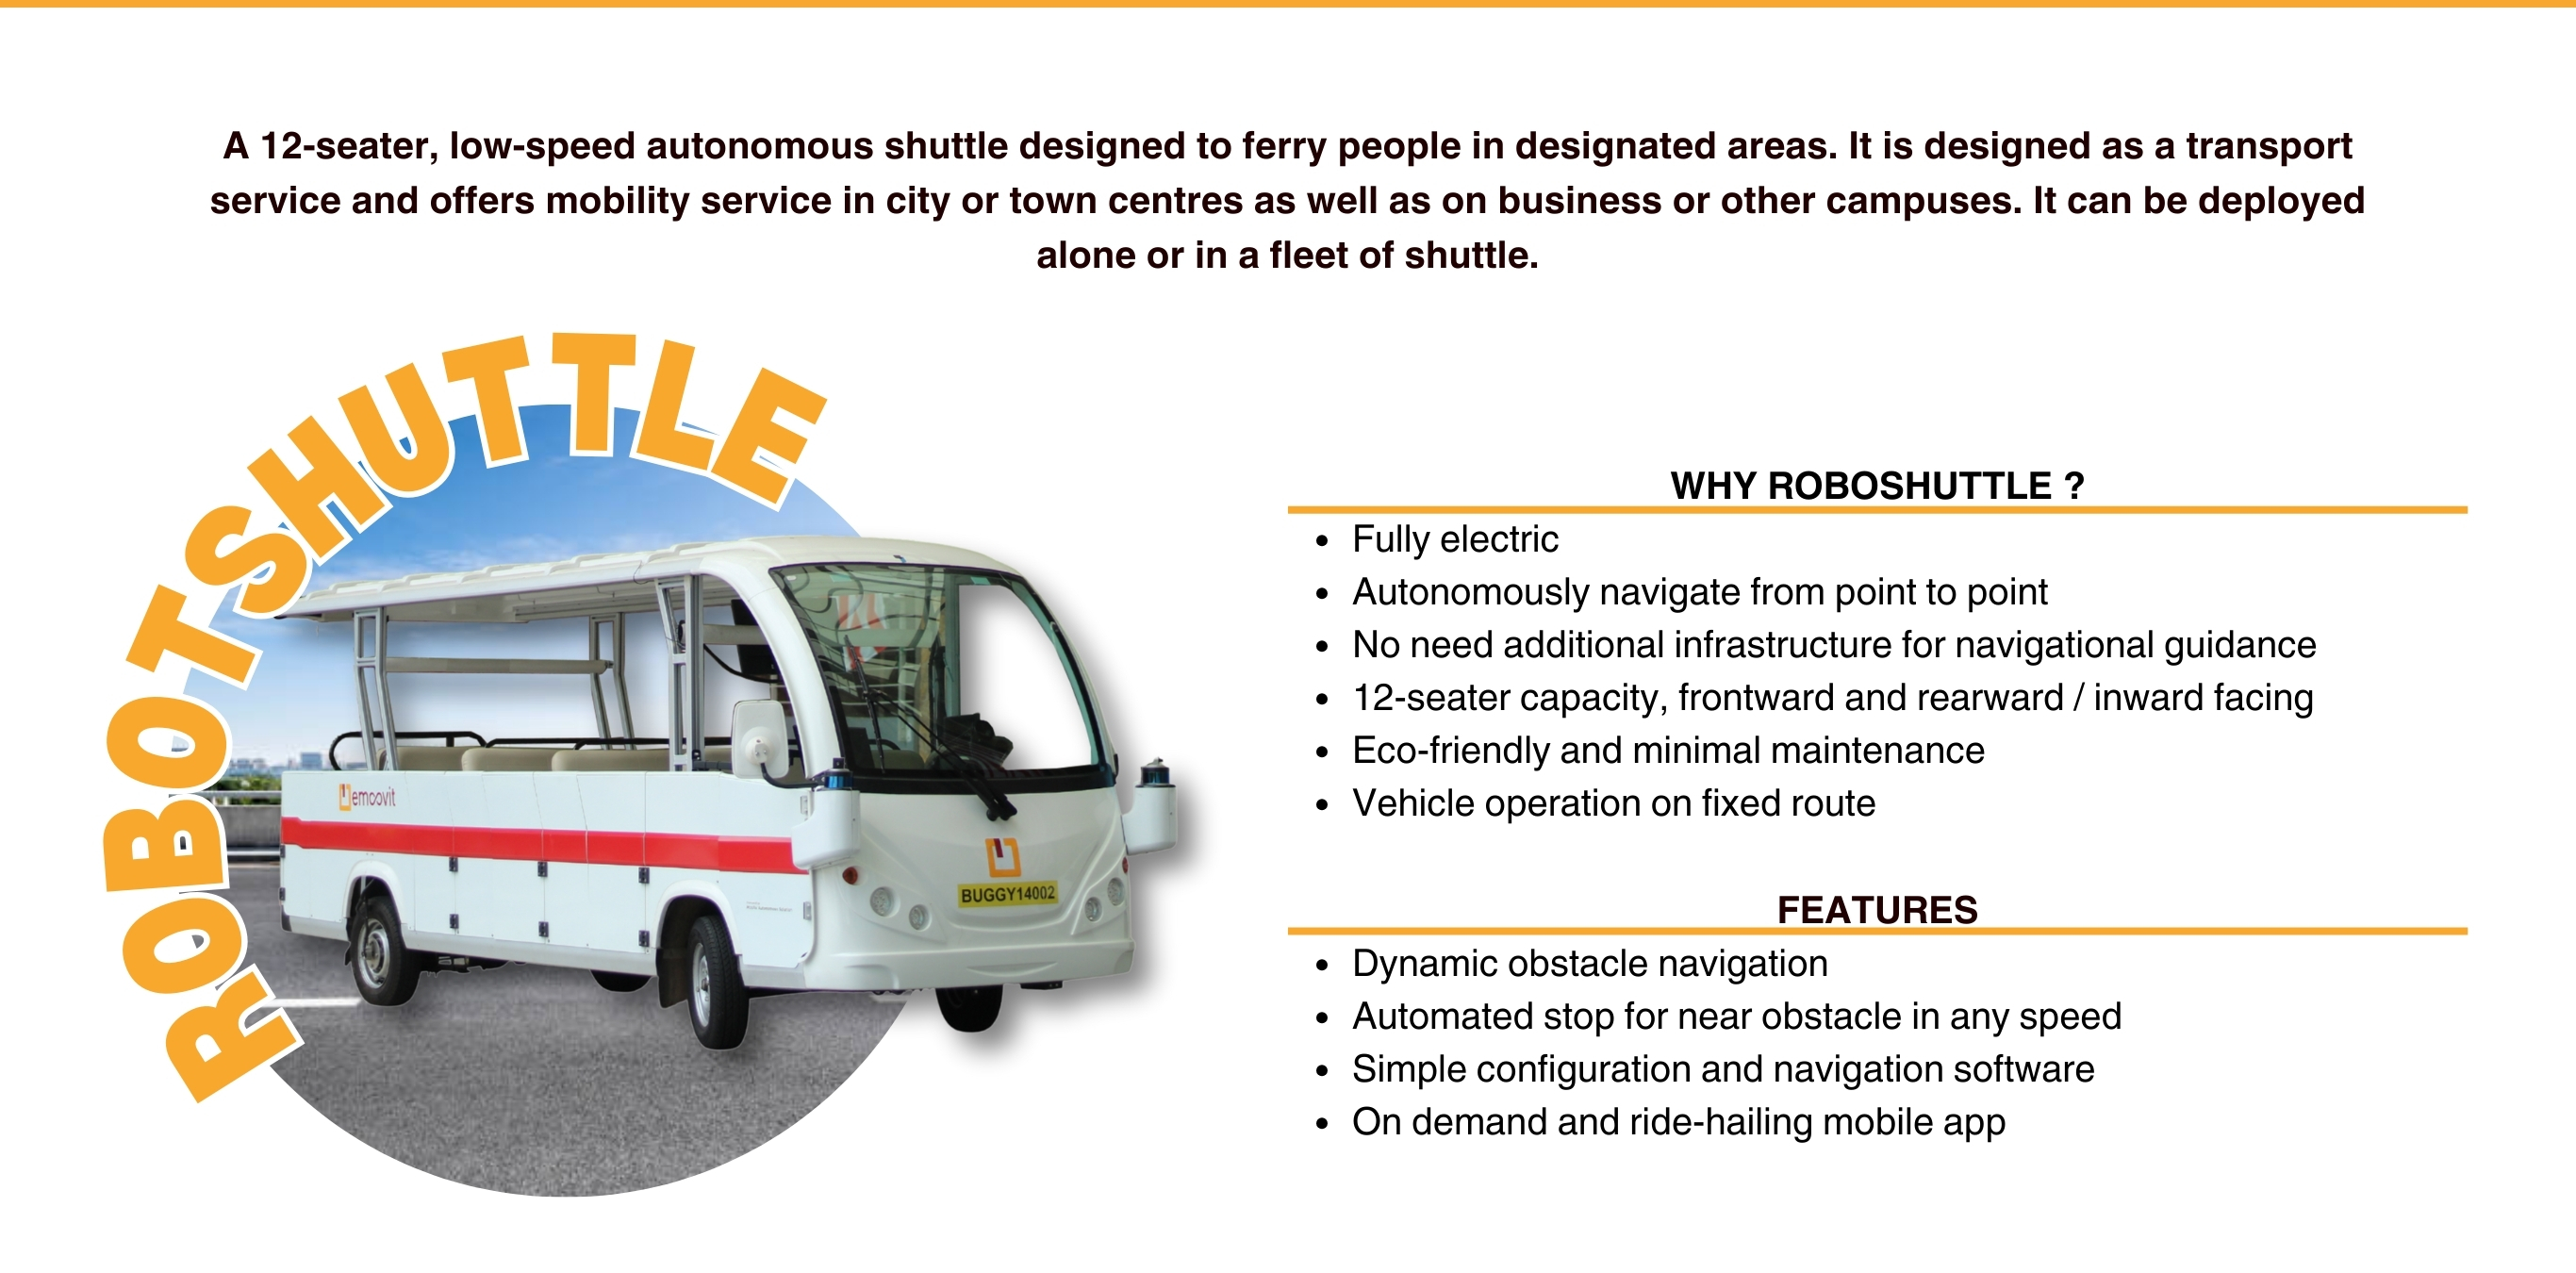 A 12-seater, low-speed autonomous shuttle designed to ferry people in designated areas. It is designed as a transport
service and offers mobility service in city or town centres as well as on business or other campuses. It can be deployed
alone or in a fleet of shuttle.
ROBOTSHUTTLE
emoovit
BUGGY14002
WHY ROBOSHUTTLE ?
• Fully electric
• Autonomously navigate from point to point
• No need additional infrastructure for navigational guidance
• 12-seater capacity, frontward and rearward / inward facing
• Eco-friendly and minimal maintenance
• Vehicle operation on fixed route
FEATURES
• Dynamic obstacle navigation
• Automated stop for near obstacle in any speed
• Simple configuration and navigation software
• On demand and ride-hailing mobile app